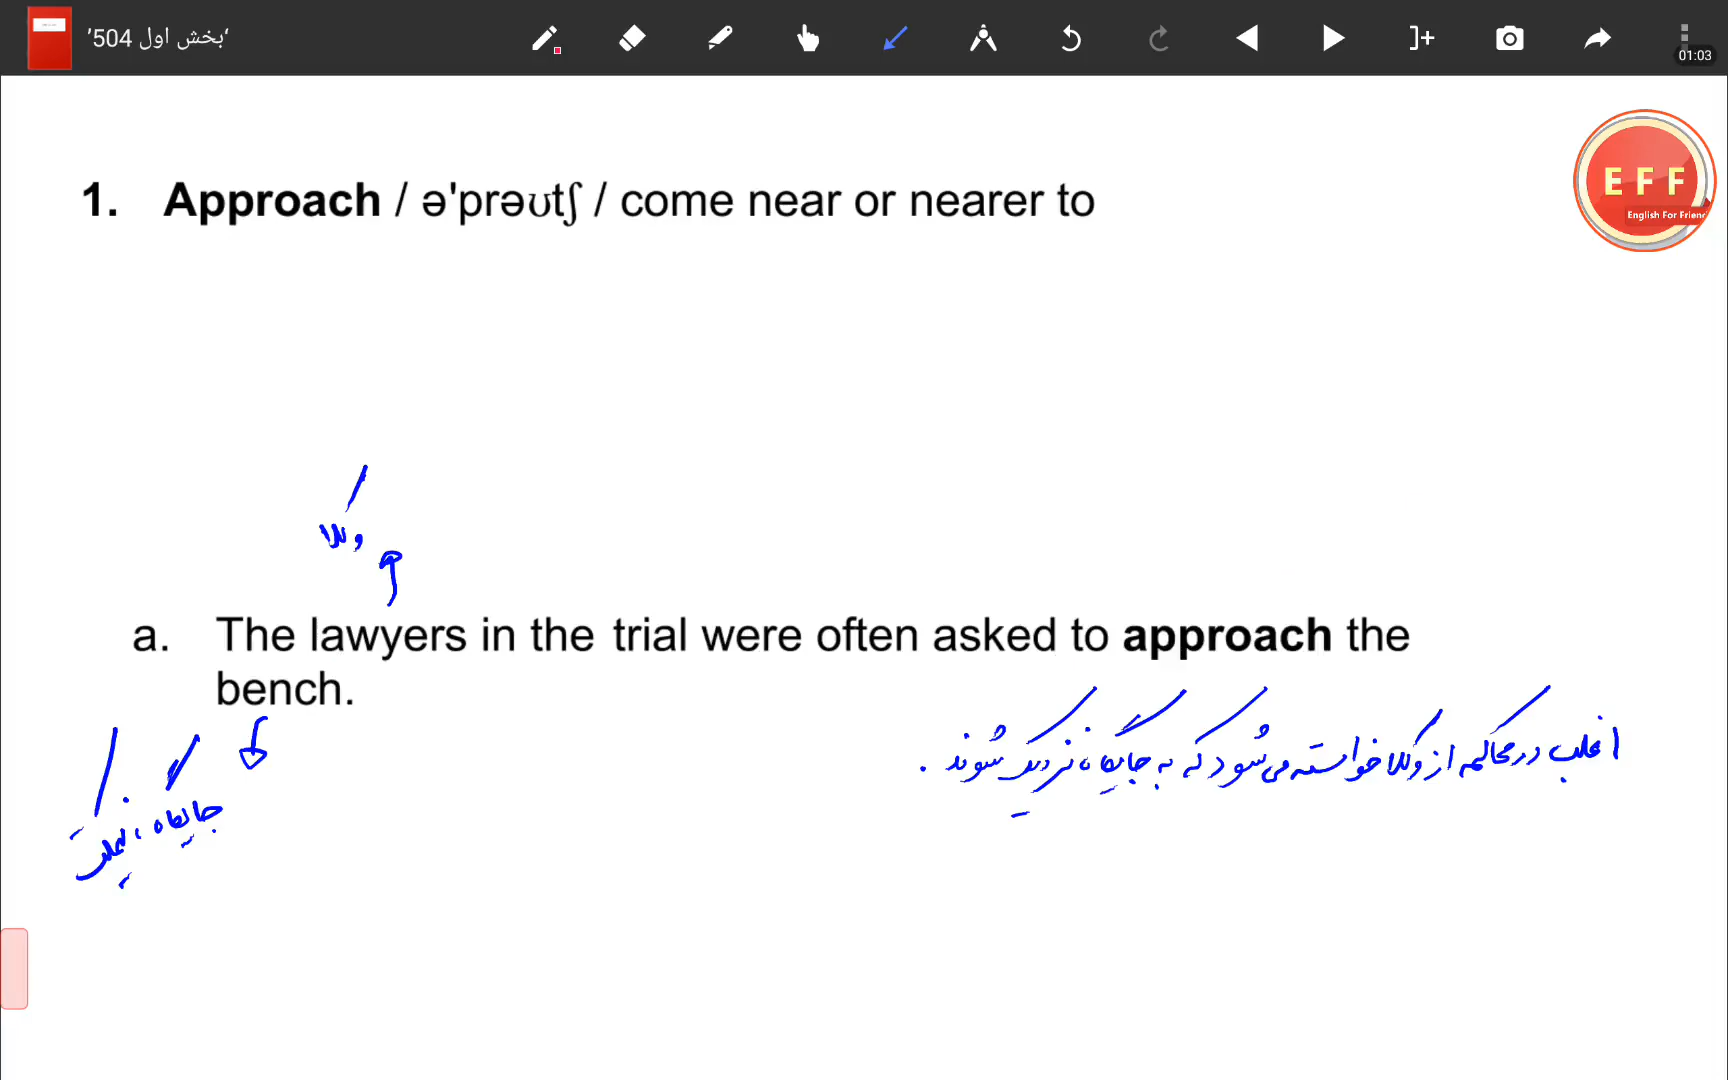 ‘بخش اول 504’
01:03
EFF
English For Friend
1. Approach / ə'prəʊtʃ / come near or nearer to
وکلا
a. The lawyers in the trial were often asked to approach the
bench.
اغلب در محاکمه از وکلا خواسته می‌شود که به جایگاه نزدیک شوند .
جایگاه ، نیمکت